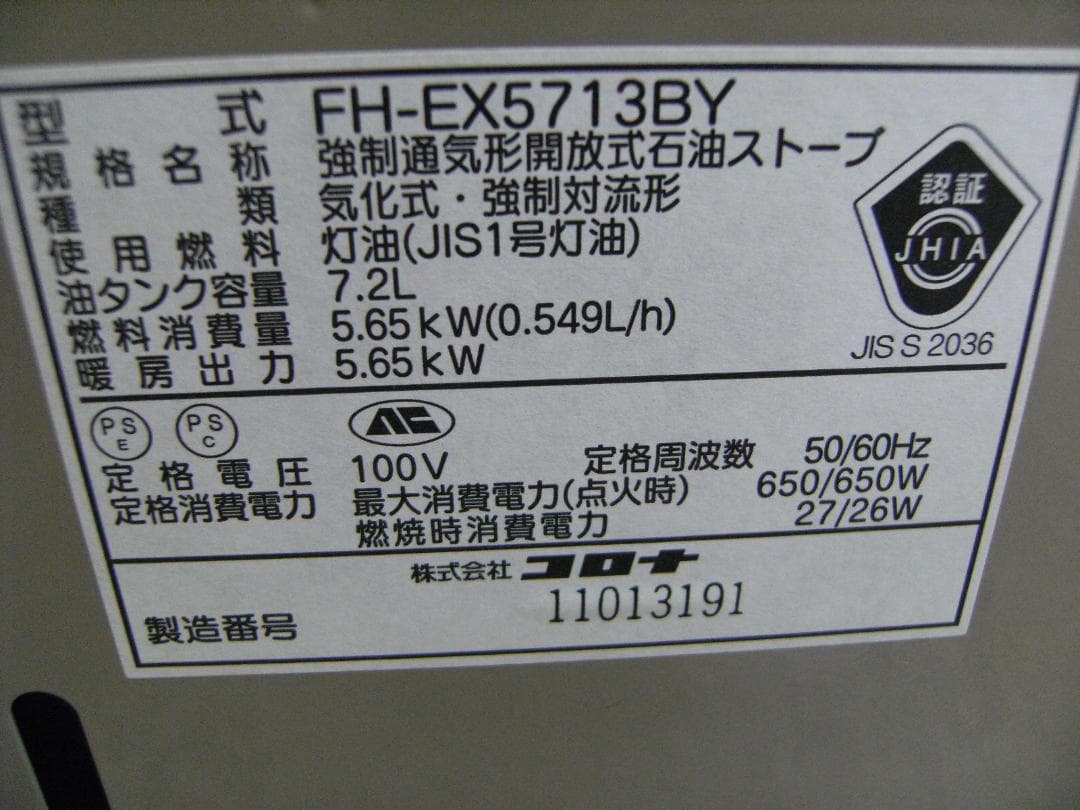 型式 FH-EX5713BY
規格名称 強制通気形開放式石油ストーブ
種類 気化式・強制対流形
使用燃料 灯油(JIS1号灯油)
油タンク容量 7.2L
燃料消費量 5.65kW(0.549L/h)
暖房出力 5.65kW
認証
JHIA
JIS S 2036
PS E PS C
定格電圧 100V 定格周波数 50/60Hz
定格消費電力 最大消費電力(点火時) 650/650W
燃焼時消費電力 27/26W
株式会社 コロナ
製造番号 11013191